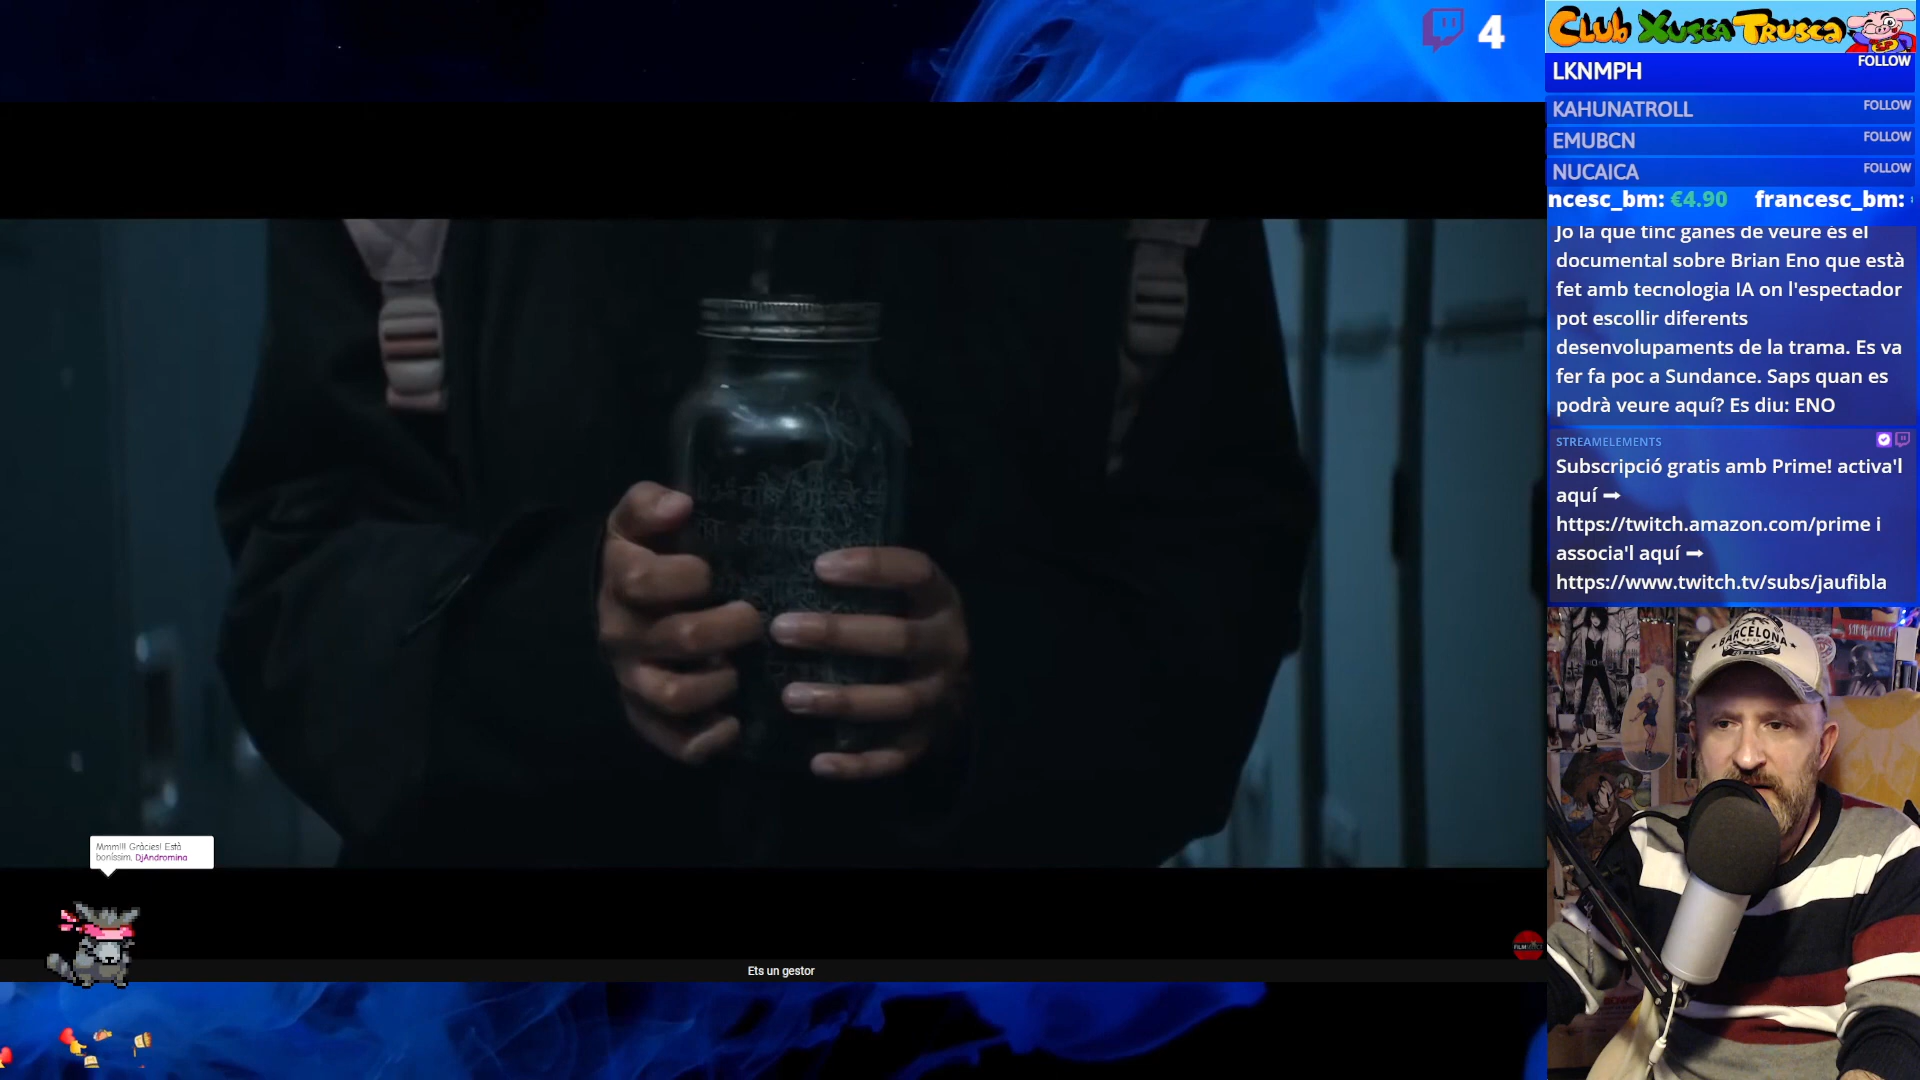 4
Club Xusca Trusca
LKNMPH FOLLOW
KAHUNATROLL FOLLOW
EMUBCN FOLLOW
NUCAICA FOLLOW
ncesc_bm: €4.90 francesc_bm:
Jo la que tinc ganes de veure és el
documental sobre Brian Eno que està
fet amb tecnologia IA on l'espectador
pot escollir diferents
desenvolupaments de la trama. Es va
fer fa poc a Sundance. Saps quan es
podrà veure aquí? Es diu: ENO
STREAMELEMENTS
Subscripció gratis amb Prime! activa'l
aquí ➞
https://twitch.amazon.com/prime i
associa'l aquí ➞
https://www.twitch.tv/subs/jaufibla
BARCELONA
Mmm!!! Gràcies! Està
boníssim. DjAndromina
Ets un gestor